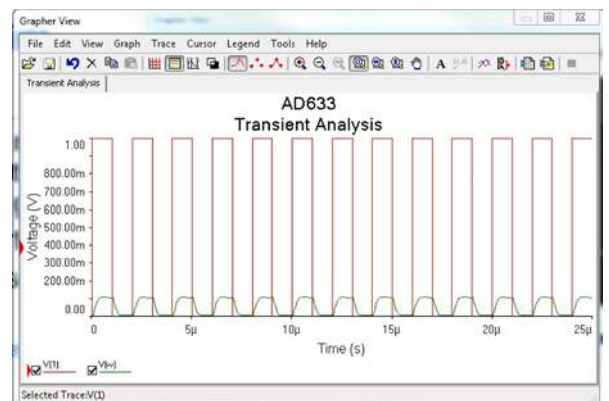 Grapher View
File Edit View Graph Trace Cursor Legend Tools Help
A
Transient Analysis
AD633
Transient Analysis
Voltage (V)
1.00
800.00m
700.00m
600.00m
500.00m
400.00m
300.00m
200.00m
0.00
0 5µ 10µ 15µ 20µ 25µ
Time (s)
V(1) V(w)
Selected Trace:V(1)